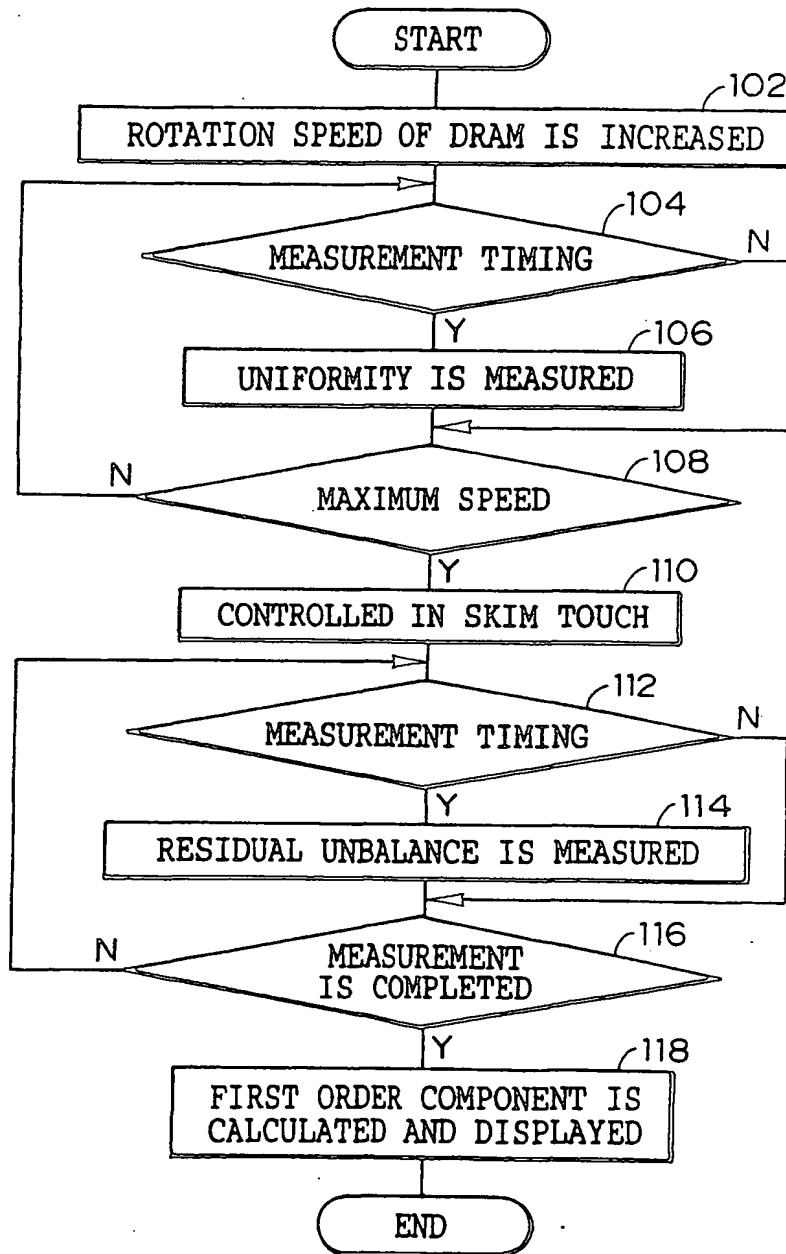 START
102
ROTATION SPEED OF DRAM IS INCREASED
104
MEASUREMENT TIMING
N
Y
106
UNIFORMITY IS MEASURED
108
N
MAXIMUM SPEED
Y
110
CONTROLLED IN SKIM TOUCH
112
MEASUREMENT TIMING
N
Y
114
RESIDUAL UNBALANCE IS MEASURED
116
N
MEASUREMENT
IS COMPLETED
Y
118
FIRST ORDER COMPONENT IS
CALCULATED AND DISPLAYED
END